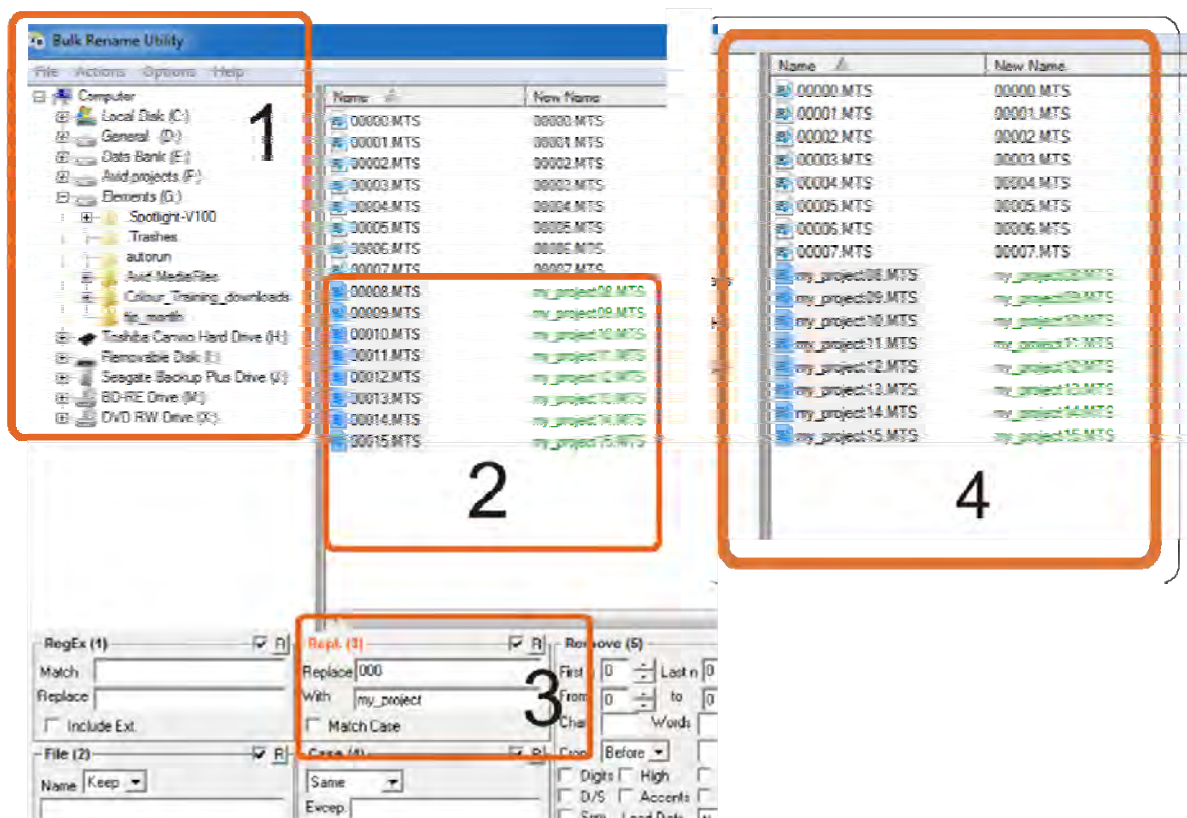 Bulk Rename Utility
File Actions Options Help
Computer
Local Disk (C:)
General (D:)
Data Bank (E:)
Avid projects (F:)
Elements (G:)
Spotlight-V100
.Trashes
autorun
Avid MediaFiles
Colour_Training_downloads
tip_month
Toshiba Canvio Hard Drive (H:)
Removable Disk (I:)
Seagate Backup Plus Drive (J:)
BD-RE Drive (M:)
DVD RW Drive (X:)
1
Name New Name
00000.MTS 00000.MTS
00001.MTS 00001.MTS
00002.MTS 00002.MTS
00003.MTS 00003.MTS
00004.MTS 00004.MTS
00005.MTS 00005.MTS
00006.MTS 00006.MTS
00007.MTS 00007.MTS
00008.MTS my_project08.MTS
00009.MTS my_project09.MTS
00010.MTS my_project10.MTS
00011.MTS my_project11.MTS
00012.MTS my_project12.MTS
00013.MTS my_project13.MTS
00014.MTS my_project14.MTS
00015.MTS my_project15.MTS
2
Name New Name
00000.MTS 00000.MTS
00001.MTS 00001.MTS
00002.MTS 00002.MTS
00003.MTS 00003.MTS
00004.MTS 00004.MTS
00005.MTS 00005.MTS
00006.MTS 00006.MTS
00007.MTS 00007.MTS
my_project08.MTS my_project08.MTS
my_project09.MTS my_project09.MTS
my_project10.MTS my_project10.MTS
my_project11.MTS my_project11.MTS
my_project12.MTS my_project12.MTS
my_project13.MTS my_project13.MTS
my_project14.MTS my_project14.MTS
my_project15.MTS my_project15.MTS
4
RegEx (1) R
Match
Replace
Include Ext.
Repl. (3) R
Replace 000
With my_project
Match Case
3
Remove (5)
First 0 Last n 0
From 0 to 0
Words
Crop Before
Digits High
D/S Accents
File (2) R
Name Keep
Case (4) R
Same
Excep.